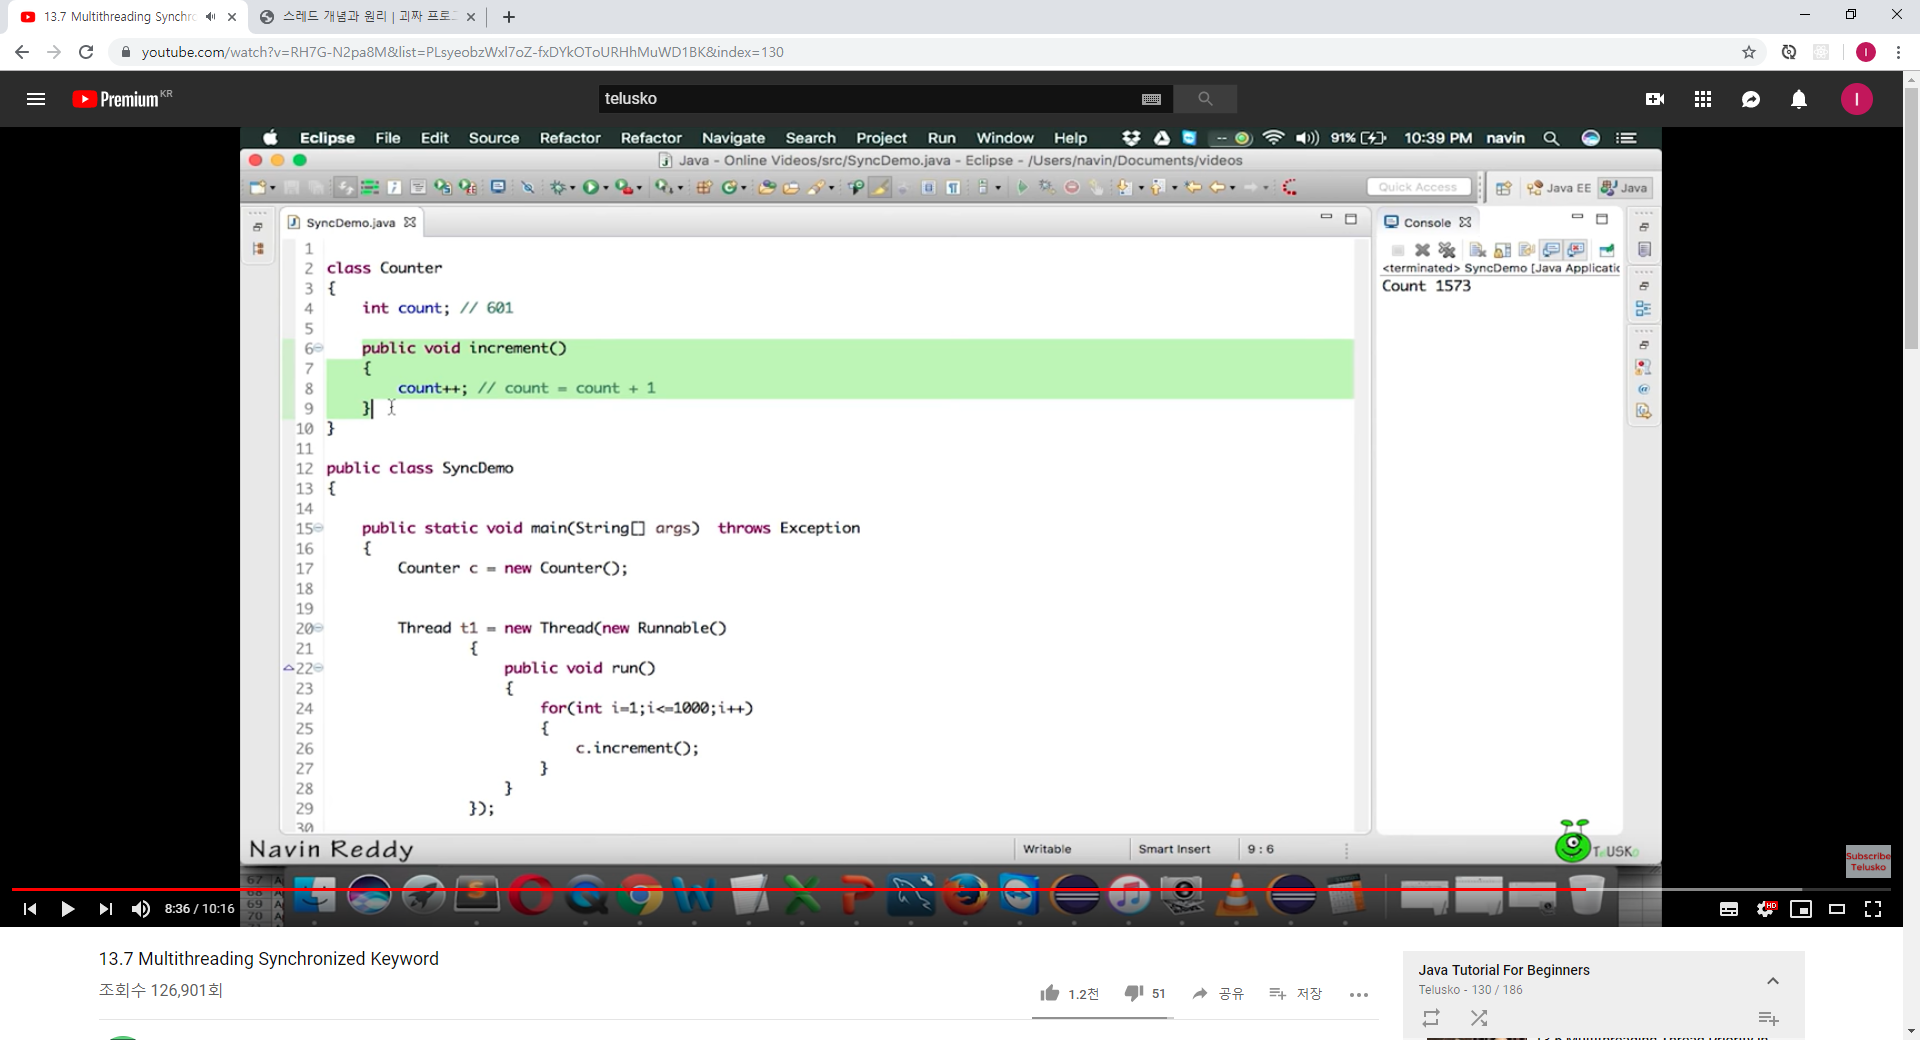 13.7 Multithreading Synchro
스레드 개념과 원리 | 괴짜 프로그
youtube.com/watch?v=RH7G-N2pa8M&list=PLsyeobzWxl7oZ-fxDYkOToURHhMuWD1BK&index=130
Premium KR
telusko
Eclipse File Edit Source Refactor Refactor Navigate Search Project Run Window Help 91% 10:39 PM navin
Java - Online Videos/src/SyncDemo.java - Eclipse - /Users/navin/Documents/videos
Quick Access Java EE Java
SyncDemo.java
Console
<terminated> SyncDemo [Java Applicatio
Count 1573
1
2 class Counter
3 {
4 int count; // 601
5
6 public void increment()
7 {
8 count++; // count = count + 1
9 }
10 }
11
12 public class SyncDemo
13 {
14
15 public static void main(String[] args) throws Exception
16 {
17 Counter c = new Counter();
18
19
20 Thread t1 = new Thread(new Runnable()
21 {
22 public void run()
23 {
24 for(int i=1;i<=1000;i++)
25 {
26 c.increment();
27 }
28 }
29 });
30
Navin Reddy
Writable Smart Insert 9 : 6
TeLUSKo
Subscribe
Telusko
67
68
69
70
8:36 / 10:16
HD
13.7 Multithreading Synchronized Keyword
조회수 126,901회
1.2천 51 공유 저장
Java Tutorial For Beginners
Telusko - 130 / 186